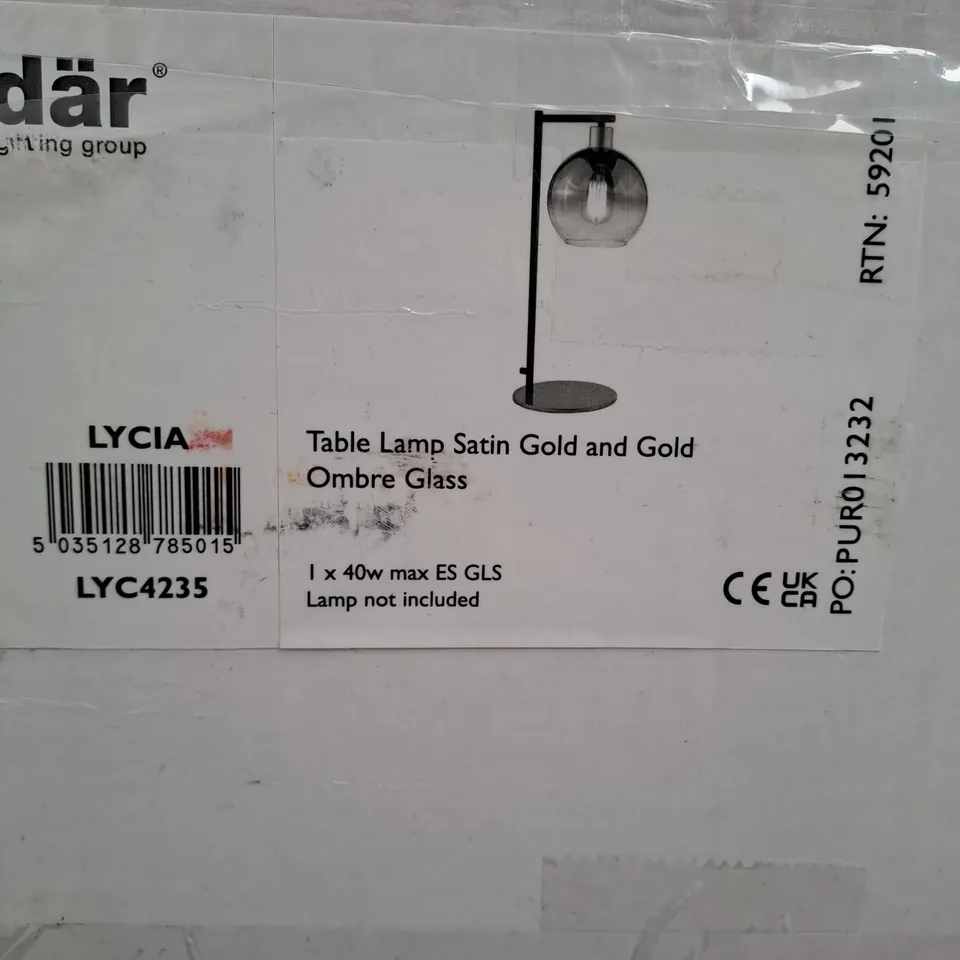 där®
lighting group
LYCIA
5 035128 785015
LYC4235
Table Lamp Satin Gold and Gold
Ombre Glass
1 x 40w max ES GLS
Lamp not included
CE UK
CA
PO:PUR013232
RTN: 59201